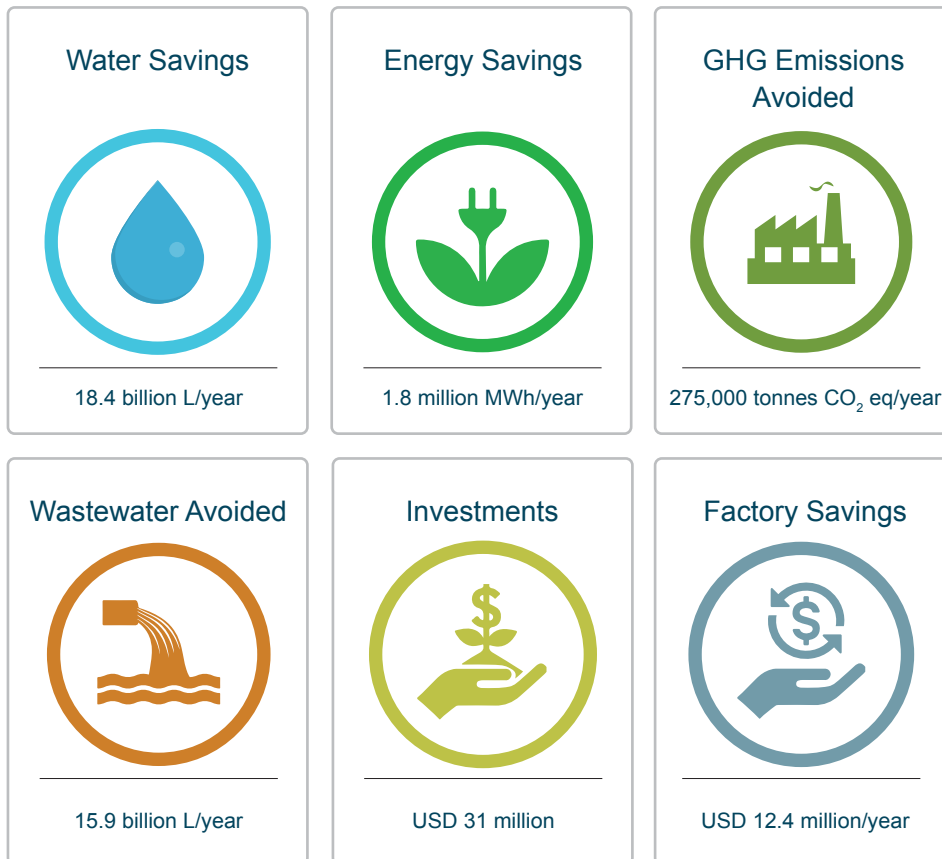 Water Savings
18.4 billion L/year
Energy Savings
1.8 million MWh/year
GHG Emissions
Avoided
275,000 tonnes CO₂ eq/year
Wastewater Avoided
15.9 billion L/year
Investments
$
USD 31 million
Factory Savings
$
USD 12.4 million/year